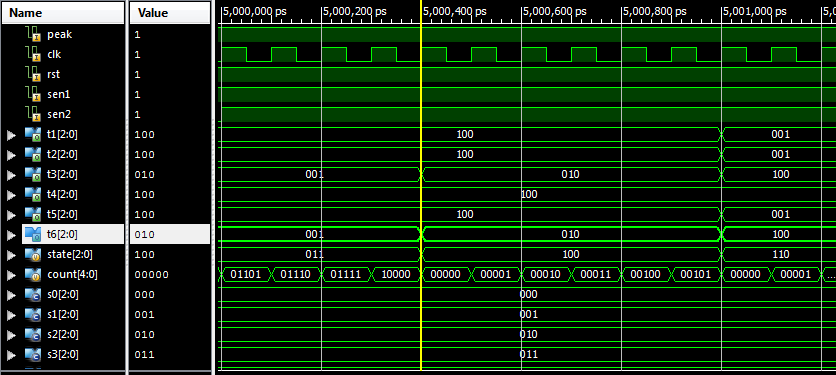 Name Value 5,000,000 ps 5,000,200 ps 5,000,400 ps 5,000,600 ps 5,000,800 ps 5,001,000 ps
peak 1
clk 1
rst 1
sen1 1
sen2 1
t1[2:0] 100 100 001
t2[2:0] 100 100 001
t3[2:0] 010 001 010 100
t4[2:0] 100 100
t5[2:0] 100 100 001
t6[2:0] 010 001 010 100
state[2:0] 100 011 100 110
count[4:0] 00000 01101 01110 01111 10000 00000 00001 00010 00011 00100 00101 00000 00001 ...
s0[2:0] 000 000
s1[2:0] 001 001
s2[2:0] 010 010
s3[2:0] 011 011